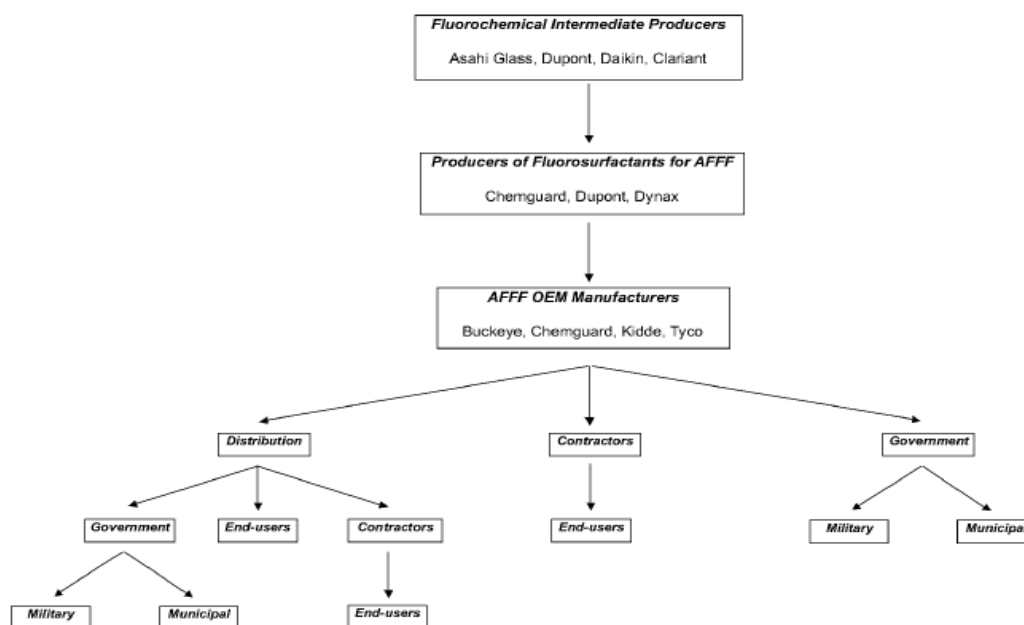 Fluorochemical Intermediate Producers
Asahi Glass, Dupont, Daikin, Clariant
Producers of Fluorosurfactants for AFFF
Chemguard, Dupont, Dynax
AFFF OEM Manufacturers
Buckeye, Chemguard, Kidde, Tyco
Distribution
Contractors
Government
Government
End-users
Contractors
End-users
Military
Municipal
Military
Municipal
End-users